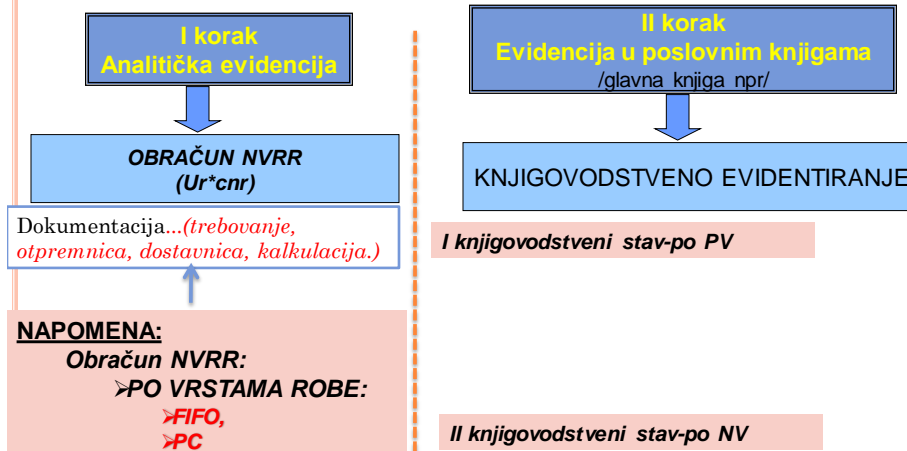 I korak
Analitička evidencija
OBRAČUN NVRR
(Ur*cnr)
Dokumentacija...(trebovanje,
otpremnica, dostavnica, kalkulacija.)
NAPOMENA:
Obračun NVRR:
➢PO VRSTAMA ROBE:
➢FIFO,
➢PC
II korak
Evidencija u poslovnim knjigama
/glavna knjiga npr/
KNJIGOVODSTVENO EVIDENTIRANJE
I knjigovodstveni stav-po PV
II knjigovodstveni stav-po NV